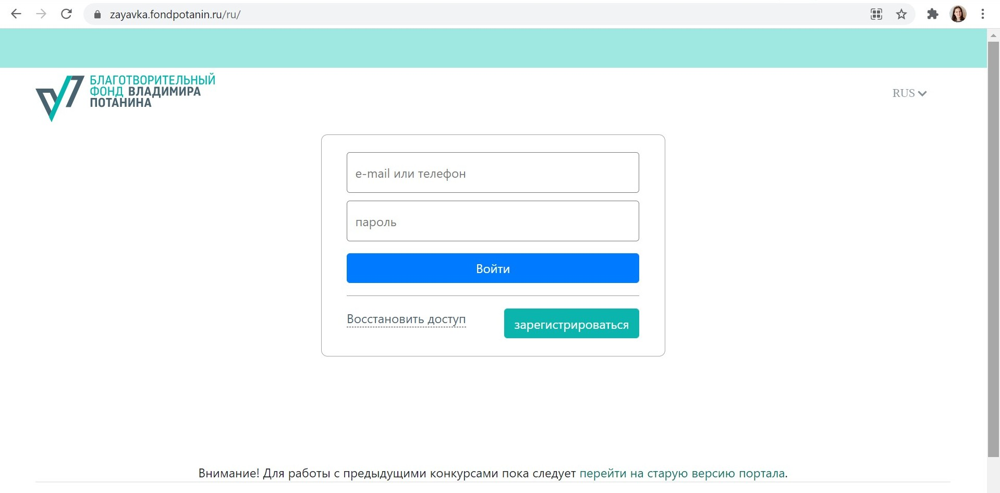 zayavka.fondpotanin.ru/ru/
БЛАГОТВОРИТЕЛЬНЫЙ
ФОНД ВЛАДИМИРА
ПОТАНИНА
RUS
e-mail или телефон
пароль
Войти
Восстановить доступ
зарегистрироваться
Внимание! Для работы с предыдущими конкурсами пока следует перейти на старую версию портала.